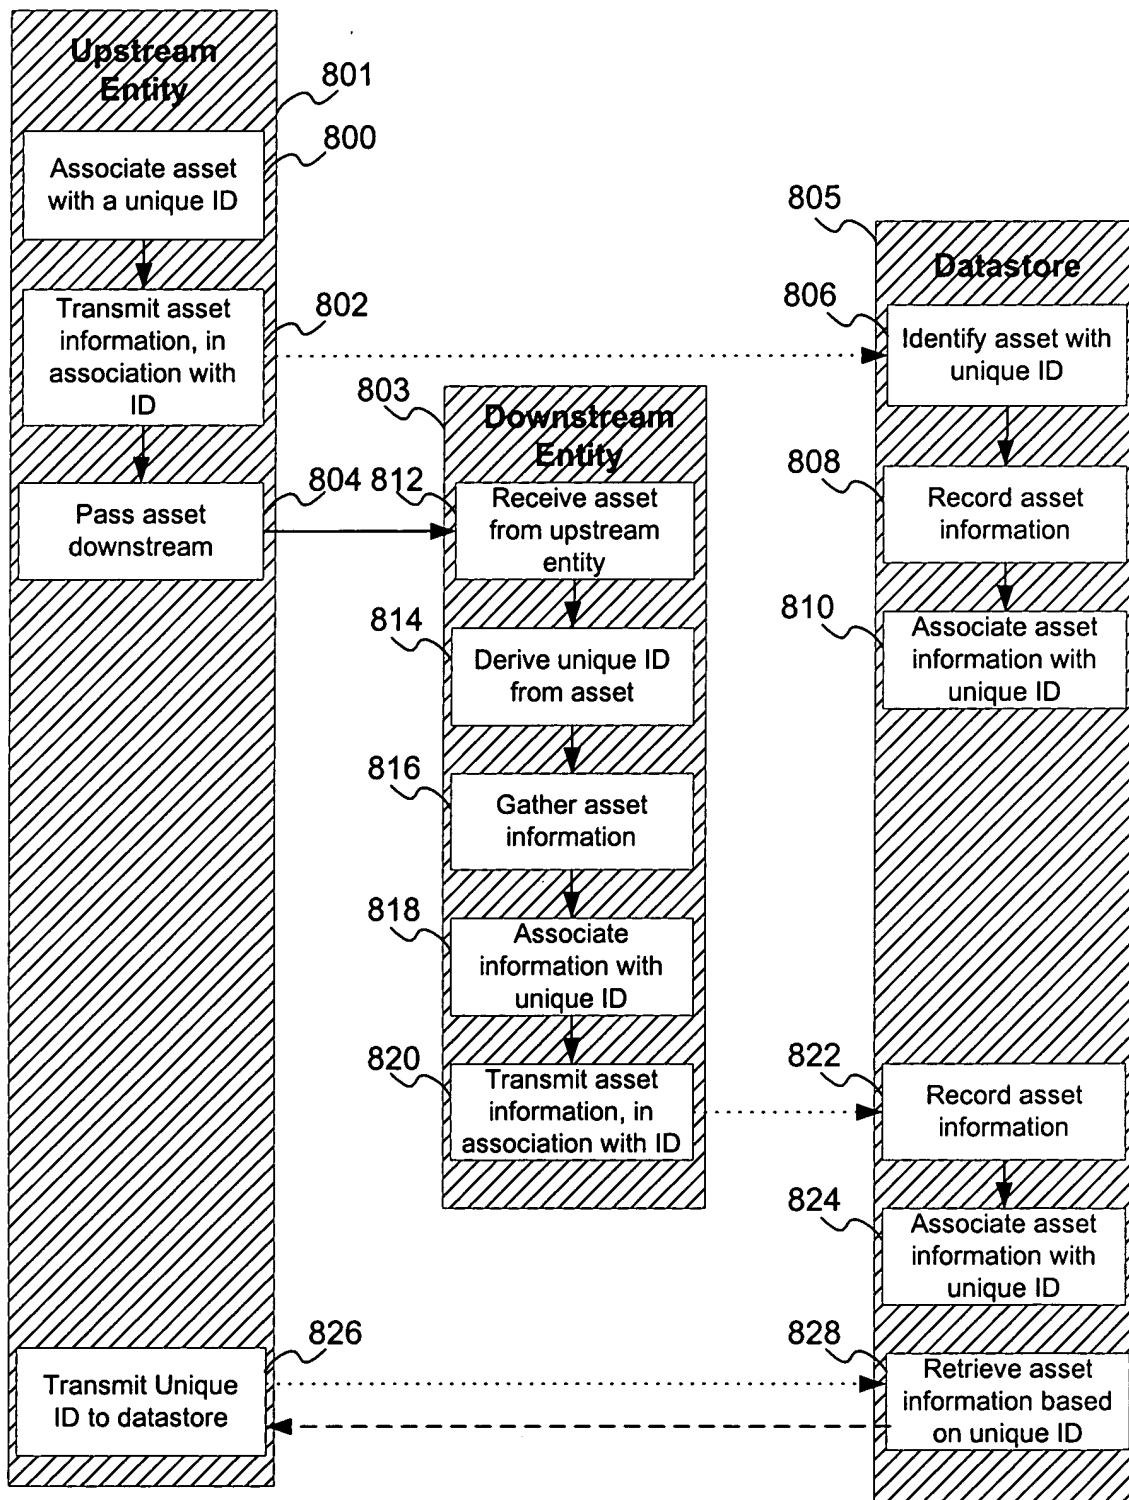 Upstream
Entity
801
800
Associate asset
with a unique ID
Transmit asset
information, in
association with
ID
802
Pass asset
downstream
804
803
Downstream
Entity
812
Receive asset
from upstream
entity
814
Derive unique ID
from asset
816
Gather asset
information
818
Associate
information with
unique ID
820
Transmit asset
information, in
association with ID
805
Datastore
806
Identify asset with
unique ID
808
Record asset
information
810
Associate asset
information with
unique ID
822
Record asset
information
824
Associate asset
information with
unique ID
826
Transmit Unique
ID to datastore
828
Retrieve asset
information based
on unique ID